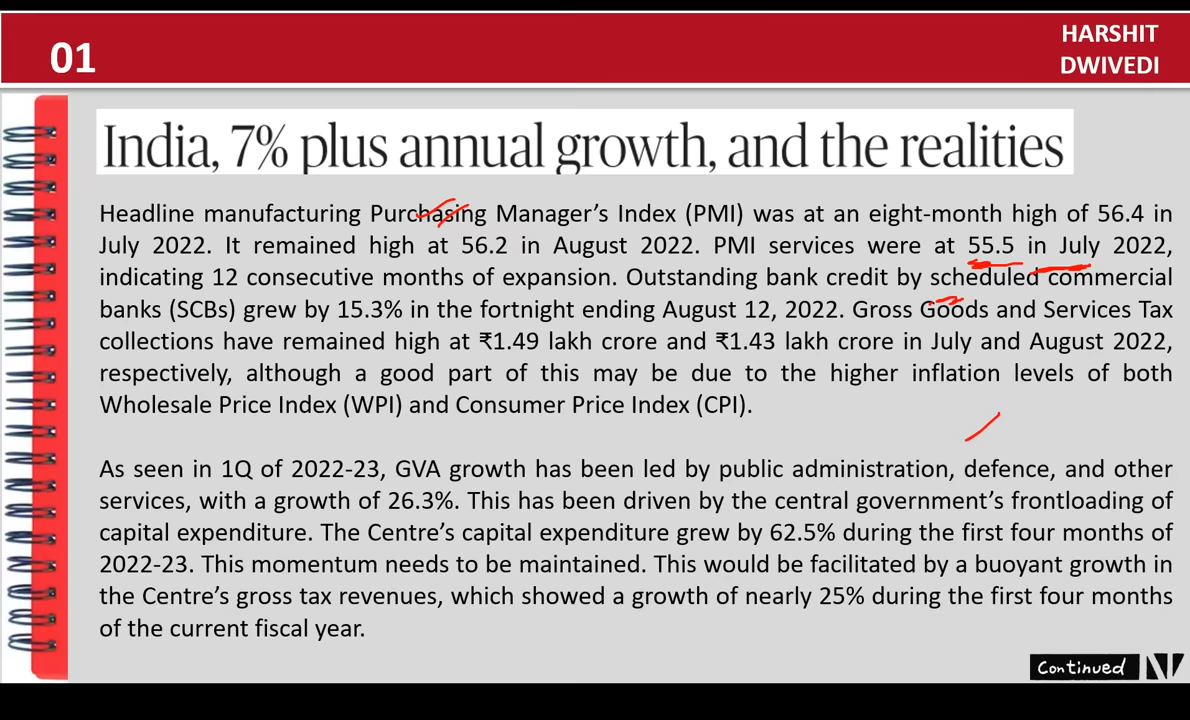 01
HARSHIT
DWIVEDI
India, 7% plus annual growth, and the realities
Headline manufacturing Purchasing Manager’s Index (PMI) was at an eight-month high of 56.4 in
July 2022. It remained high at 56.2 in August 2022. PMI services were at 55.5 in July 2022,
indicating 12 consecutive months of expansion. Outstanding bank credit by scheduled commercial
banks (SCBs) grew by 15.3% in the fortnight ending August 12, 2022. Gross Goods and Services Tax
collections have remained high at ₹1.49 lakh crore and ₹1.43 lakh crore in July and August 2022,
respectively, although a good part of this may be due to the higher inflation levels of both
Wholesale Price Index (WPI) and Consumer Price Index (CPI).
As seen in 1Q of 2022-23, GVA growth has been led by public administration, defence, and other
services, with a growth of 26.3%. This has been driven by the central government’s frontloading of
capital expenditure. The Centre’s capital expenditure grew by 62.5% during the first four months of
2022-23. This momentum needs to be maintained. This would be facilitated by a buoyant growth in
the Centre’s gross tax revenues, which showed a growth of nearly 25% during the first four months
of the current fiscal year.
Continued